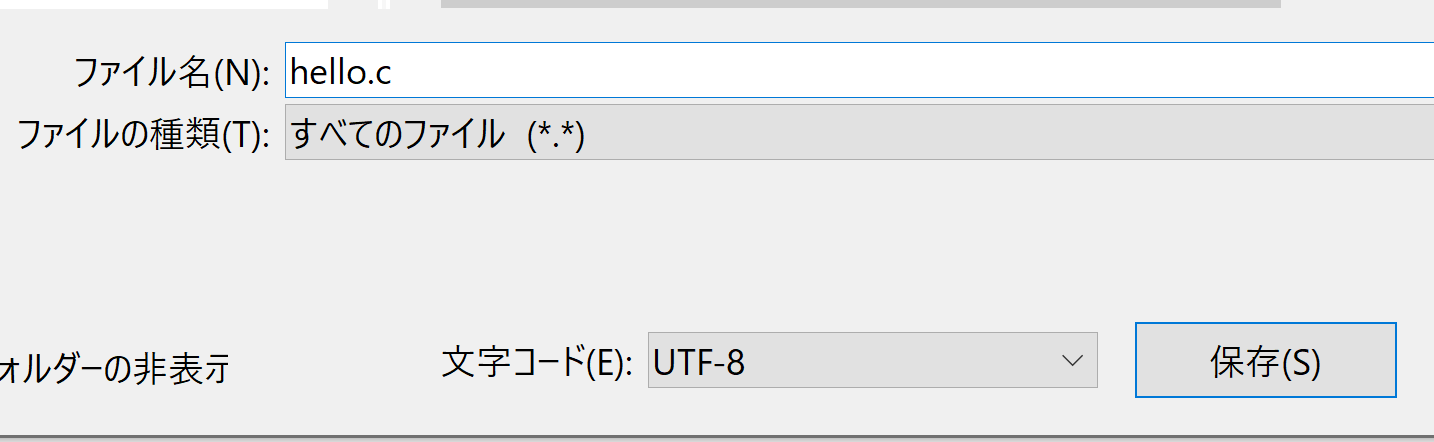 ファイル名(N): hello.c
ファイルの種類(T): すべてのファイル (*.*)
ォルダーの非表示 文字コード(E): UTF-8 保存(S)